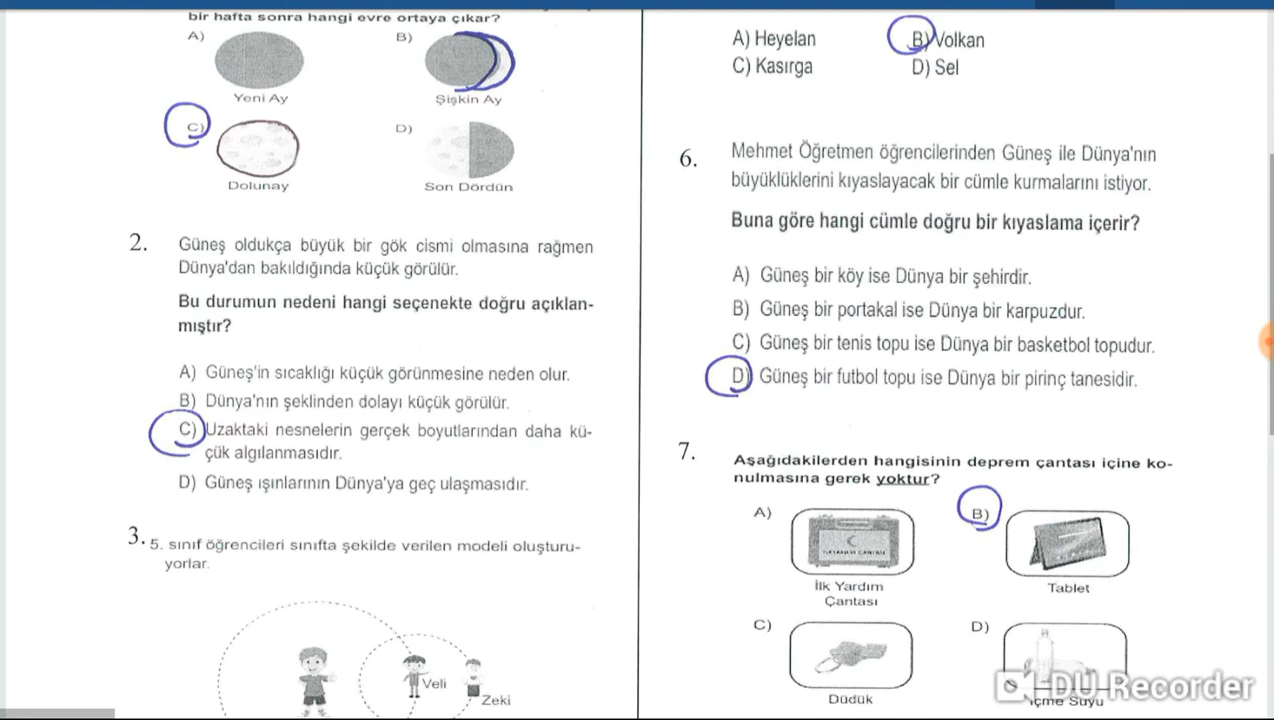 bir hafta sonra hangi evre ortaya çıkar?
A)
B)
Yeni Ay
Şişkin Ay
C)
D)
Dolunay
Son Dördün
2. Güneş oldukça büyük bir gök cismi olmasına rağmen
Dünya'dan bakıldığında küçük görülür.
Bu durumun nedeni hangi seçenekte doğru açıklan-
mıştır?
A) Güneş'in sıcaklığı küçük görünmesine neden olur.
B) Dünya'nın şeklinden dolayı küçük görülür.
C) Uzaktaki nesnelerin gerçek boyutlarından daha kü-
çük algılanmasıdır.
D) Güneş ışınlarının Dünya'ya geç ulaşmasıdır.
3. 5. sınıf öğrencileri sınıfta şekilde verilen modeli oluşturu-
yorlar.
Veli
Zeki
A) Heyelan
B) Volkan
C) Kasırga
D) Sel
6. Mehmet Öğretmen öğrencilerinden Güneş ile Dünya'nın
büyüklüklerini kıyaslayacak bir cümle kurmalarını istiyor.
Buna göre hangi cümle doğru bir kıyaslama içerir?
A) Güneş bir köy ise Dünya bir şehirdir.
B) Güneş bir portakal ise Dünya bir karpuzdur.
C) Güneş bir tenis topu ise Dünya bir basketbol topudur.
D) Güneş bir futbol topu ise Dünya bir pirinç tanesidir.
7. Aşağıdakilerden hangisinin deprem çantası içine ko-
nulmasına gerek yoktur?
A)
B)
İlk Yardım
Çantası
Tablet
C)
D)
Düdük
İçme Suyu
DU Recorder